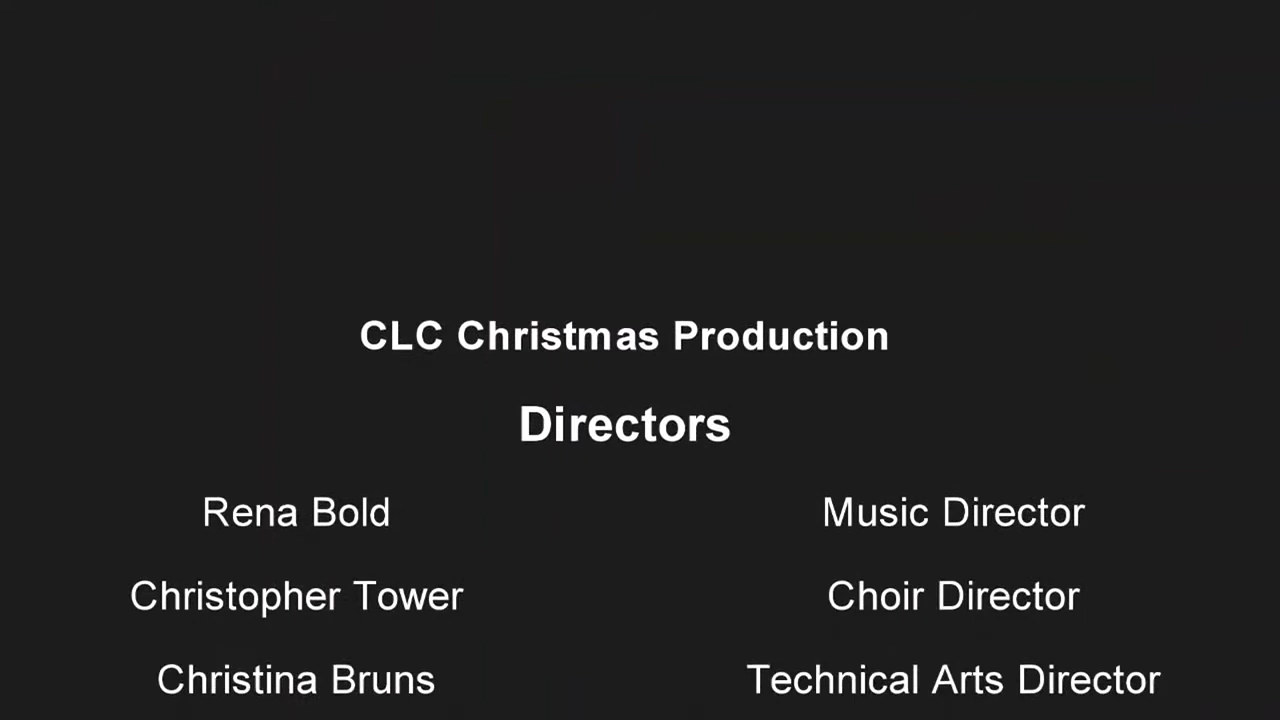 CLC Christmas Production
Directors
Rena Bold Music Director
Christopher Tower Choir Director
Christina Bruns Technical Arts Director